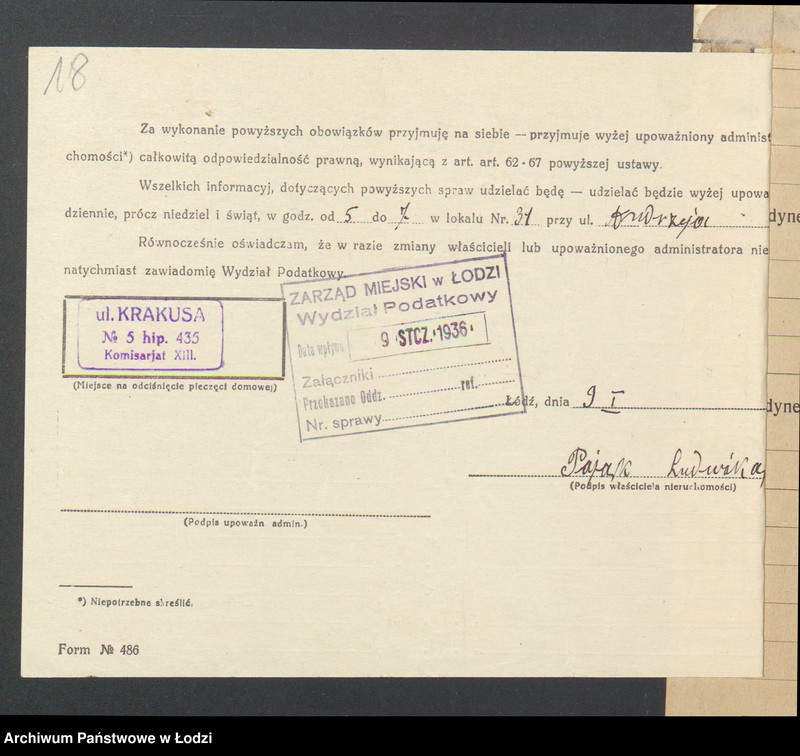 18
Za wykonanie powyższych obowiązków przyjmuję na siebie — przyjmuje wyżej upoważniony administ
chomości*) całkowitą odpowiedzialność prawną, wynikającą z art. art. 62-67 powyższej ustawy.
Wszelkich informacyj, dotyczących powyższych spraw udzielać będę — udzielać będzie wyżej upowa
dziennie, prócz niedziel i świąt, w godz. od 5 do 7 w lokalu Nr. 31 przy ul. Andrzeja
dyne
Równocześnie oświadczam, że w razie zmiany właścicieli lub upoważnionego administratora nie
natychmiast zawiadomię Wydział Podatkowy.
ul. KRAKUSA
№ 5 hip. 435
Komisarjat XIII.
(Miejsce na odciśnięcie pieczęci domowej)
ZARZĄD MIEJSKI w ŁODZI
Wydział Podatkowy
Data wpływu 9 STCZ. 1936
Załączniki
Przekazano Oddz. ref.
Nr. sprawy
Łódź, dnia 9 I
dyne
Pająk Ludwika
(Podpis właściciela nieruchomości)
(Podpis upoważn admin.)
*) Niepotrzebne skreślić.
Form № 486
Archiwum Państwowe w Łodzi